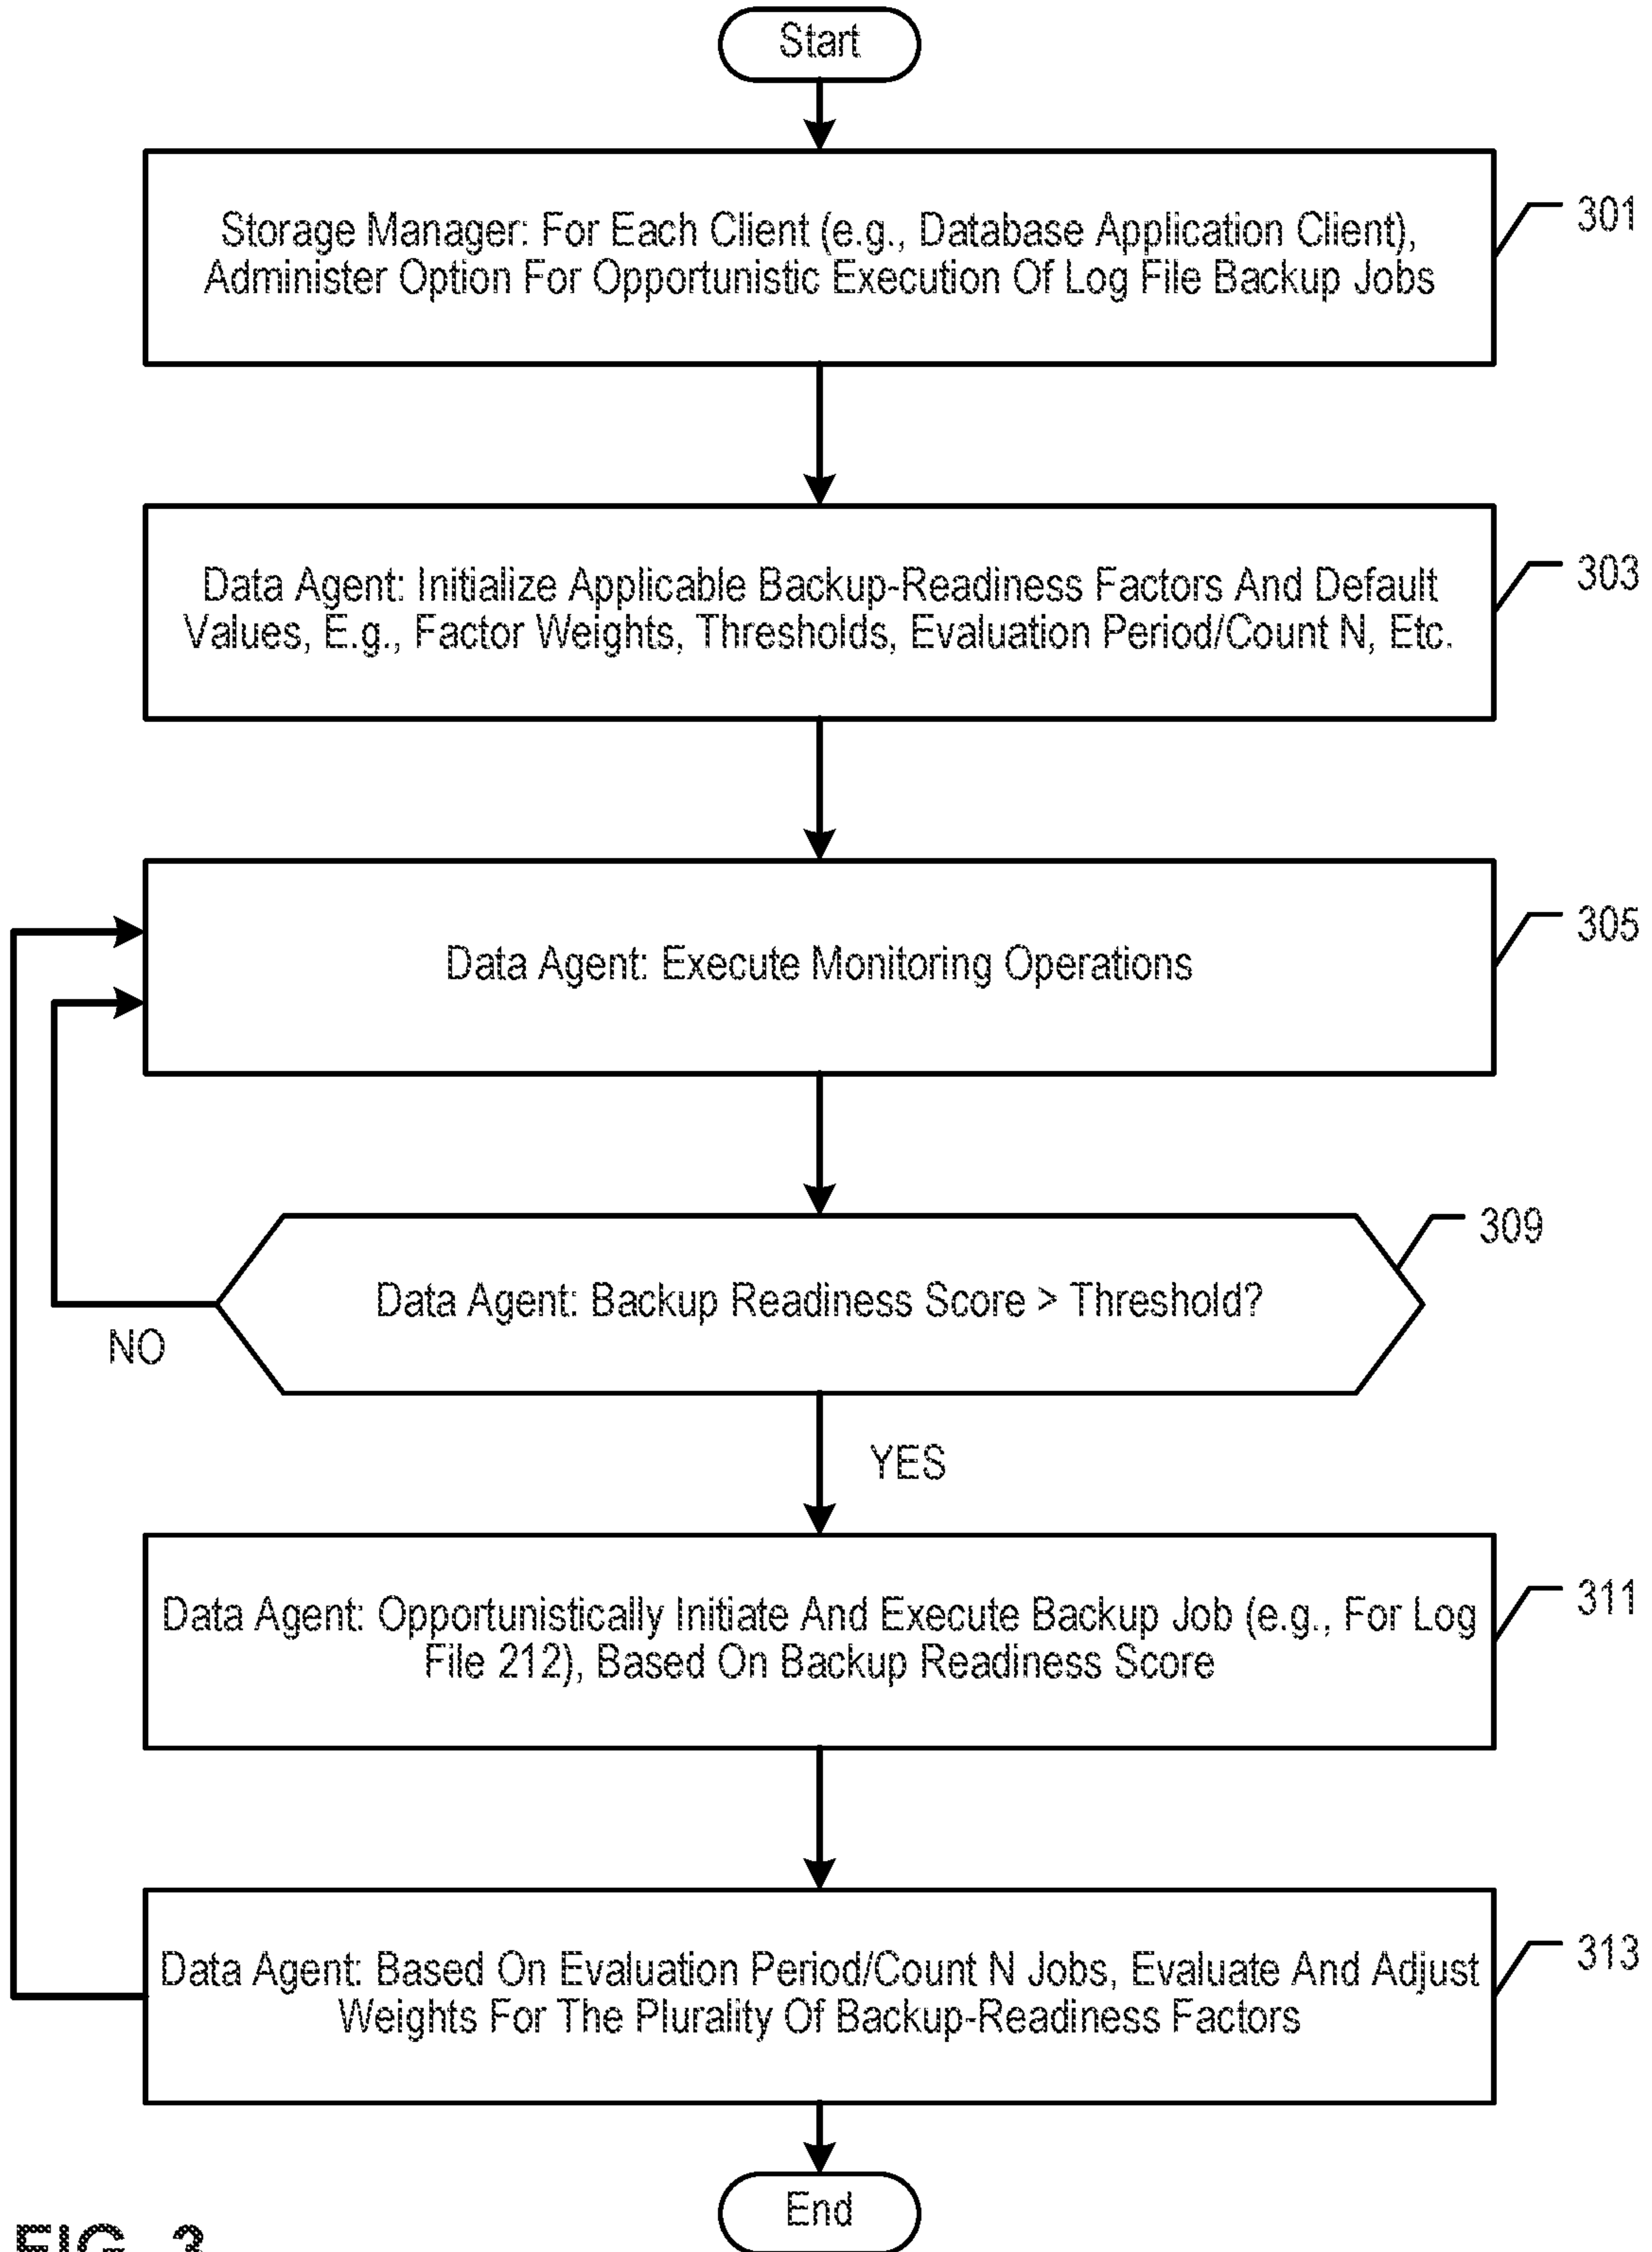 Start
Storage Manager: For Each Client (e.g., Database Application Client),
Administer Option For Opportunistic Execution Of Log File Backup Jobs
301
Data Agent: Initialize Applicable Backup-Readiness Factors And Default
Values, E.g., Factor Weights, Thresholds, Evaluation Period/Count N, Etc.
303
Data Agent: Execute Monitoring Operations
305
Data Agent: Backup Readiness Score > Threshold?
309
NO
YES
Data Agent: Opportunistically Initiate And Execute Backup Job (e.g., For Log
File 212), Based On Backup Readiness Score
311
Data Agent: Based On Evaluation Period/Count N Jobs, Evaluate And Adjust
Weights For The Plurality Of Backup-Readiness Factors
313
End
FIG. 3